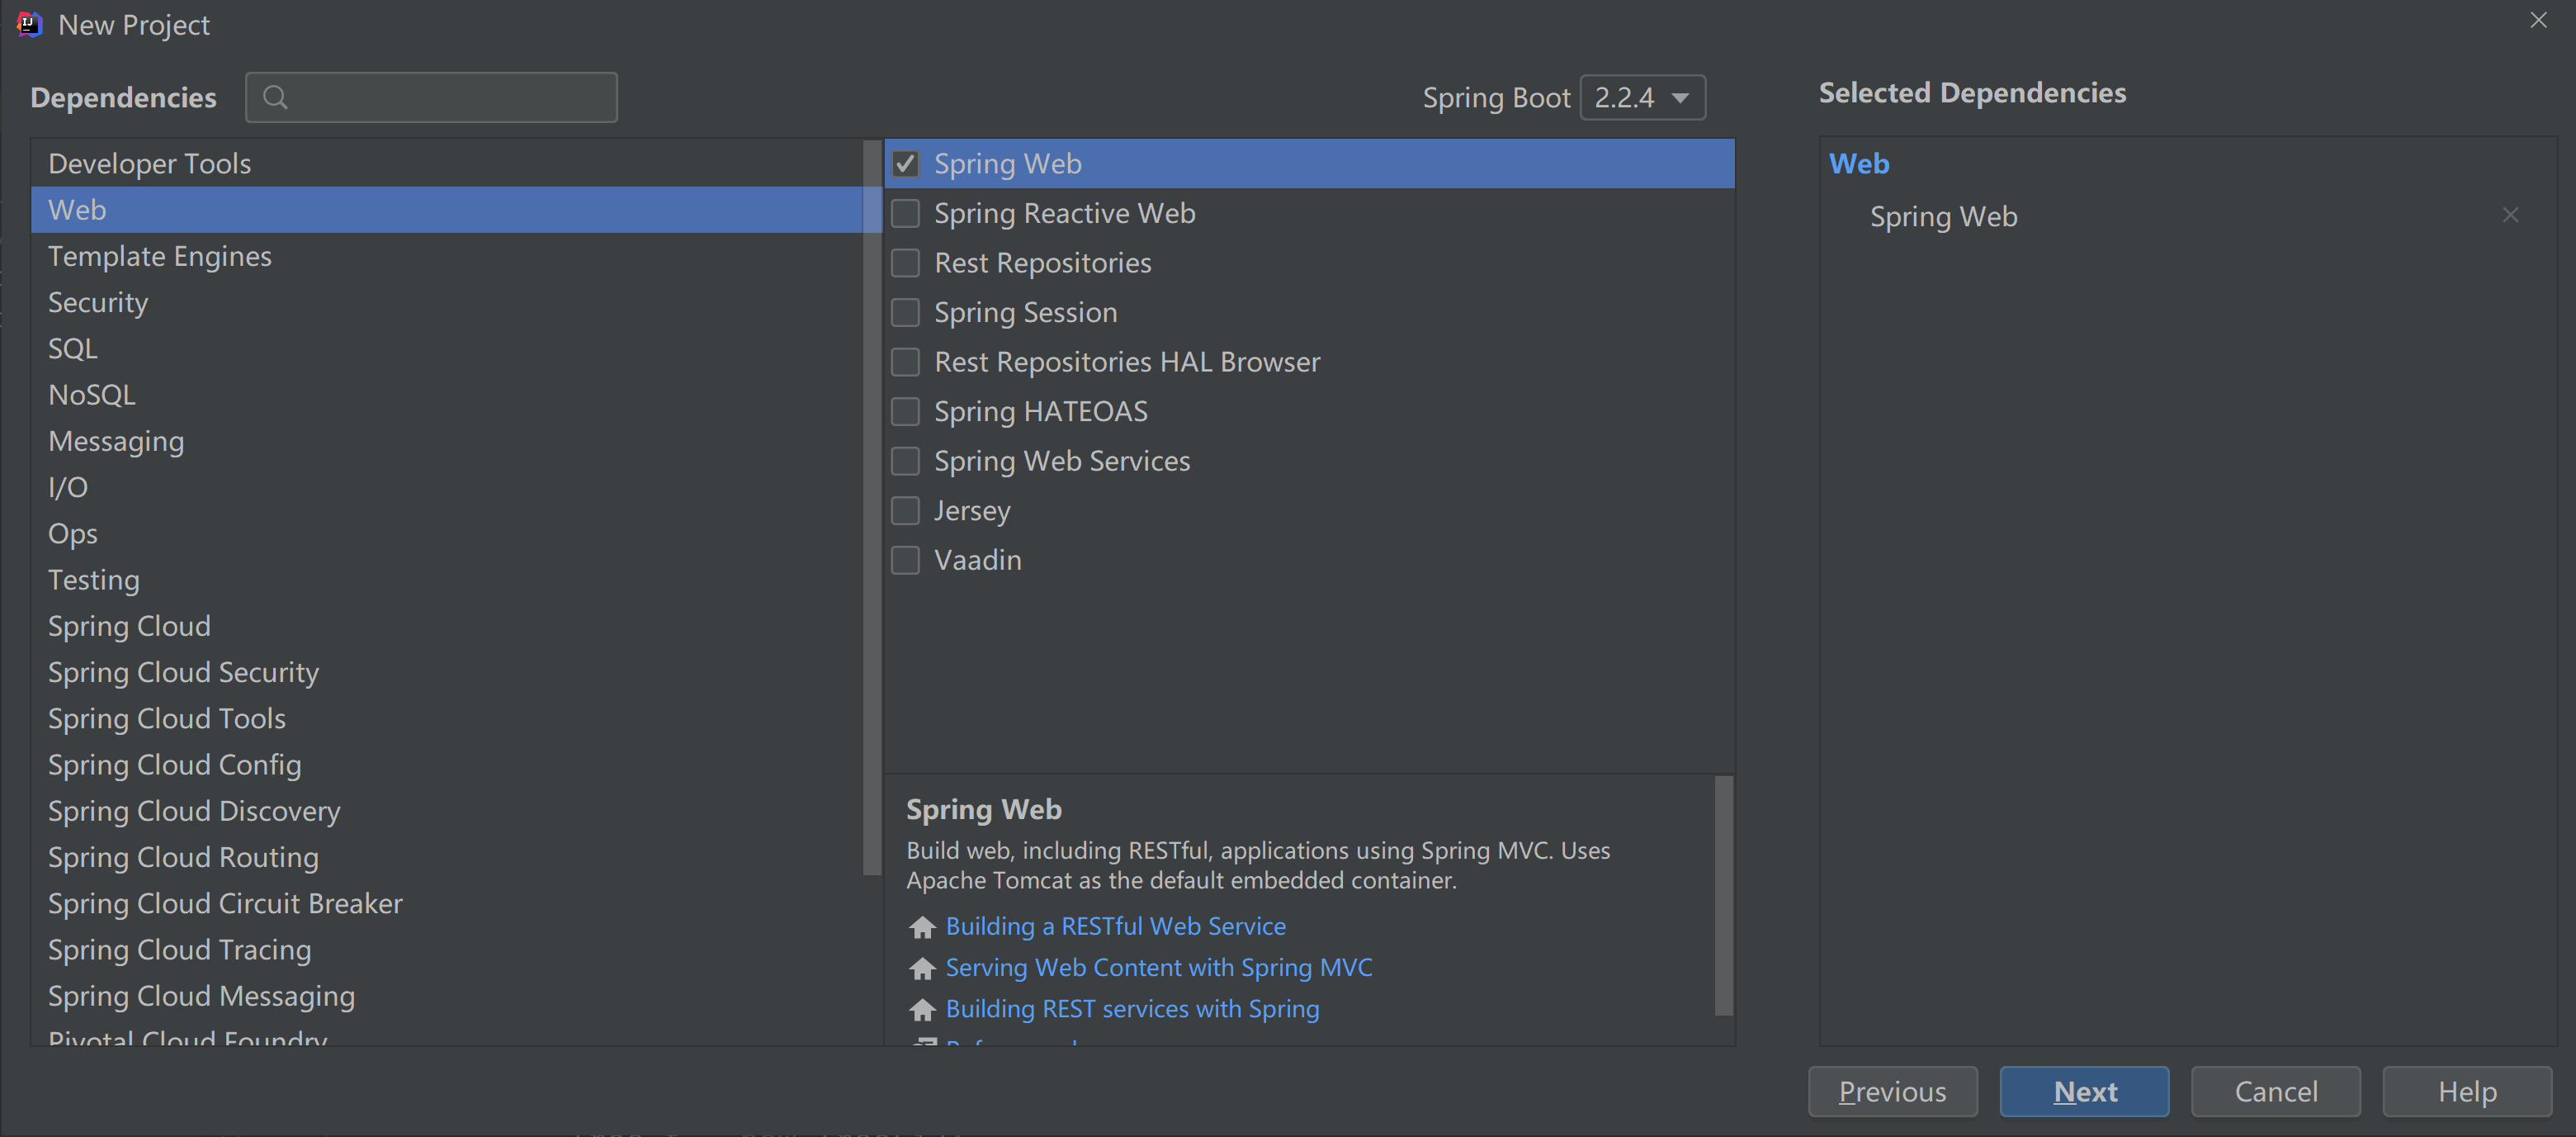 New Project
Dependencies
Spring Boot 2.2.4
Selected Dependencies
Developer Tools
Web
Template Engines
Security
SQL
NoSQL
Messaging
I/O
Ops
Testing
Spring Cloud
Spring Cloud Security
Spring Cloud Tools
Spring Cloud Config
Spring Cloud Discovery
Spring Cloud Routing
Spring Cloud Circuit Breaker
Spring Cloud Tracing
Spring Cloud Messaging
Pivotal Cloud Foundry
Spring Web
Spring Reactive Web
Rest Repositories
Spring Session
Rest Repositories HAL Browser
Spring HATEOAS
Spring Web Services
Jersey
Vaadin
Spring Web
Build web, including RESTful, applications using Spring MVC. Uses
Apache Tomcat as the default embedded container.
Building a RESTful Web Service
Serving Web Content with Spring MVC
Building REST services with Spring
Web
Spring Web
Previous
Next
Cancel
Help